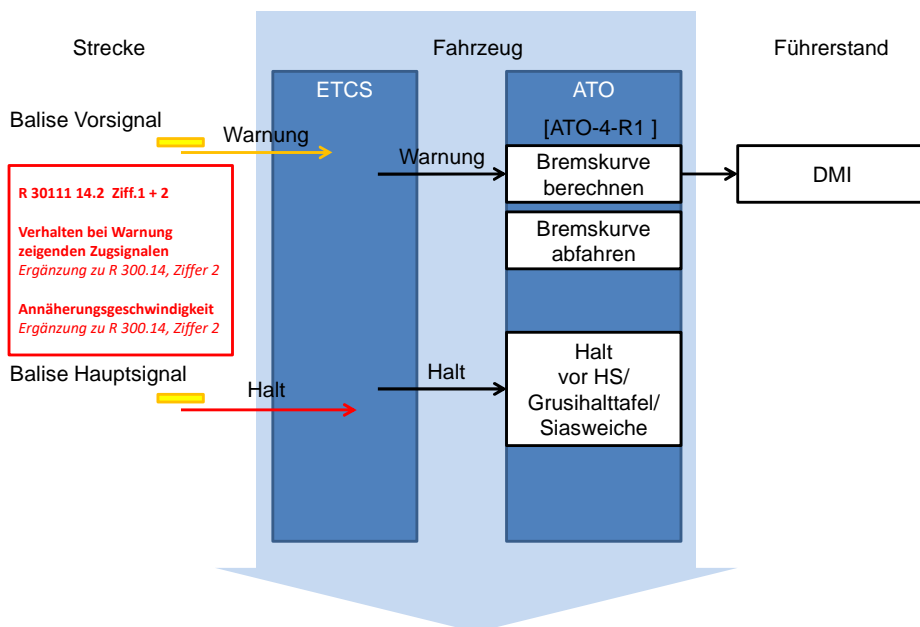 Strecke
Fahrzeug
Führerstand
ETCS
ATO
Balise Vorsignal
[ATO-4-R1 ]
Warnung
Warnung
Bremskurve
berechnen
DMI
R 30111 14.2 Ziff.1 + 2
Verhalten bei Warnung
zeigenden Zugsignalen
Ergänzung zu R 300.14, Ziffer 2
Annäherungsgeschwindigkeit
Ergänzung zu R 300.14, Ziffer 2
Bremskurve
abfahren
Balise Hauptsignal
Halt
Halt
Halt
vor HS/
Grusihalttafel/
Siasweiche